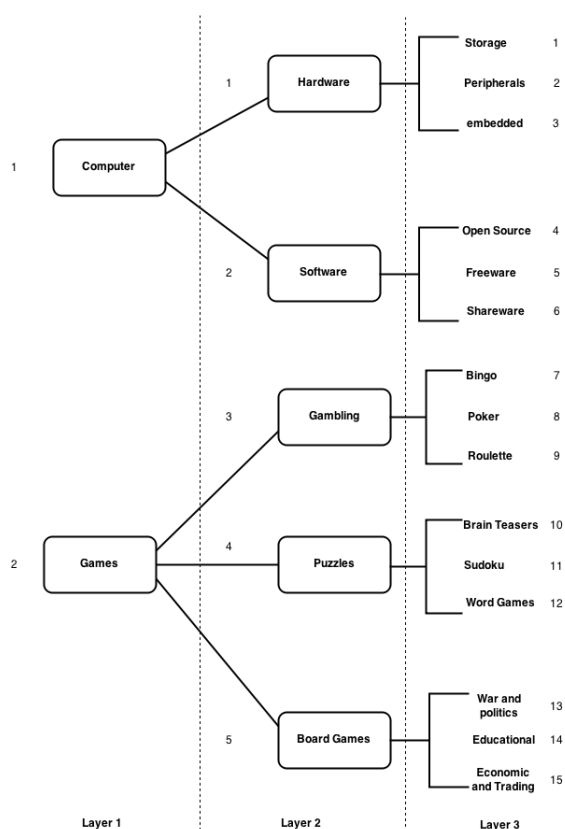 Storage 1
1 Hardware Peripherals 2
embedded 3
1 Computer
Open Source 4
2 Software Freeware 5
Shareware 6
Bingo 7
3 Gambling Poker 8
Roulette 9
Brain Teasers 10
4
2 Games Puzzles Sudoku 11
Word Games 12
War and
politics 13
5 Board Games Educational 14
Economic
and Trading 15
Layer 1 Layer 2 Layer 3